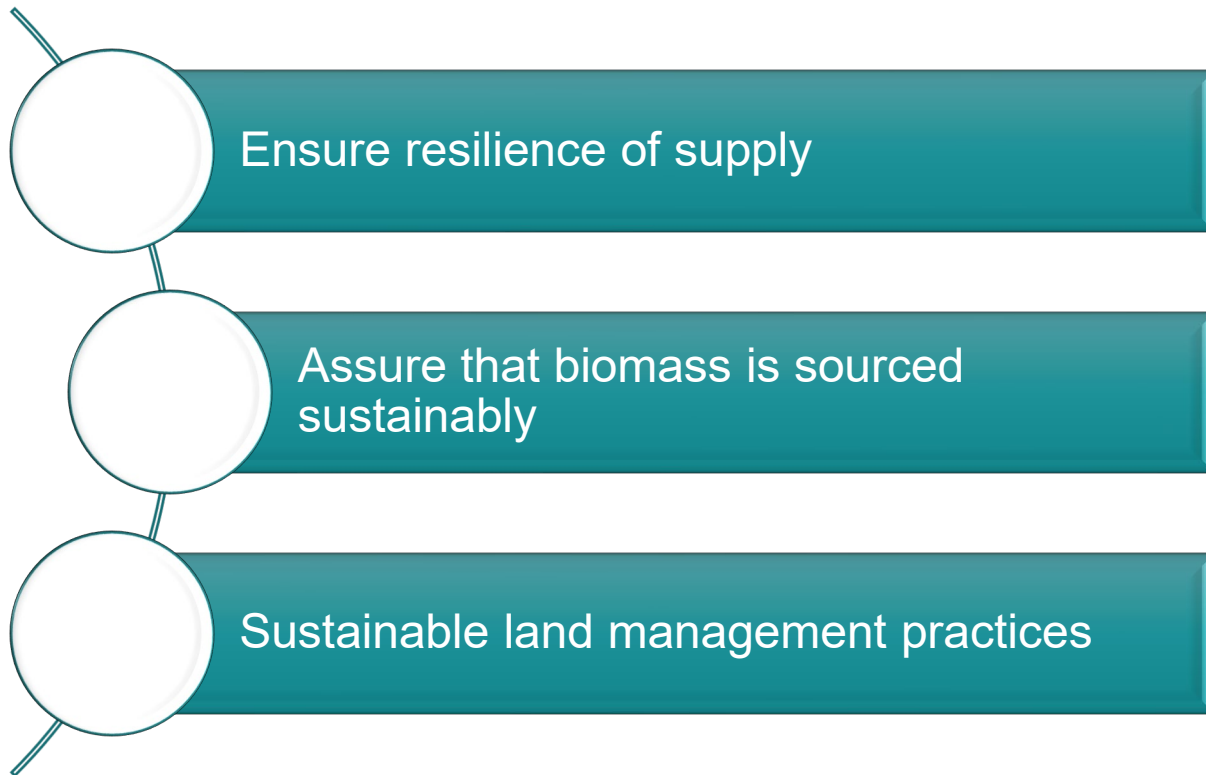 Ensure resilience of supply
Assure that biomass is sourced
sustainably
Sustainable land management practices